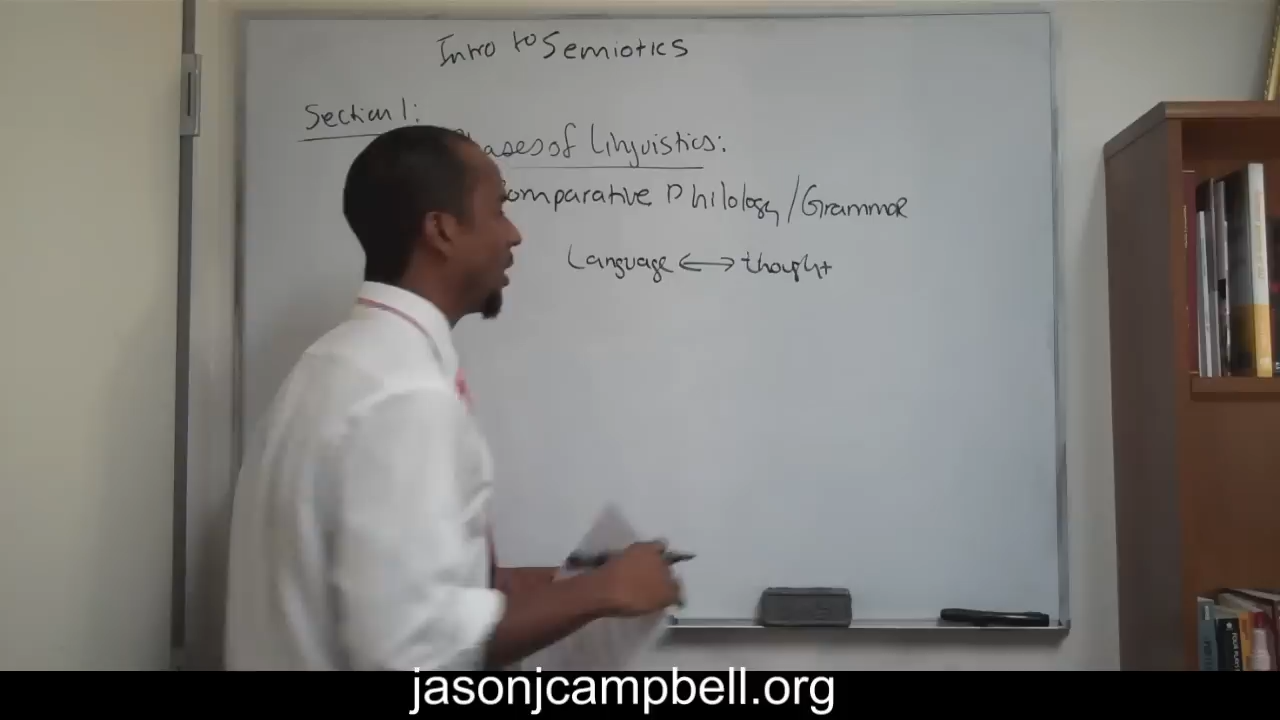 Intro to Semiotics
Section 1:
ases of Linguistics:
omparative Philology/Grammar
Language ↔ thought
jasonjcampbell.org